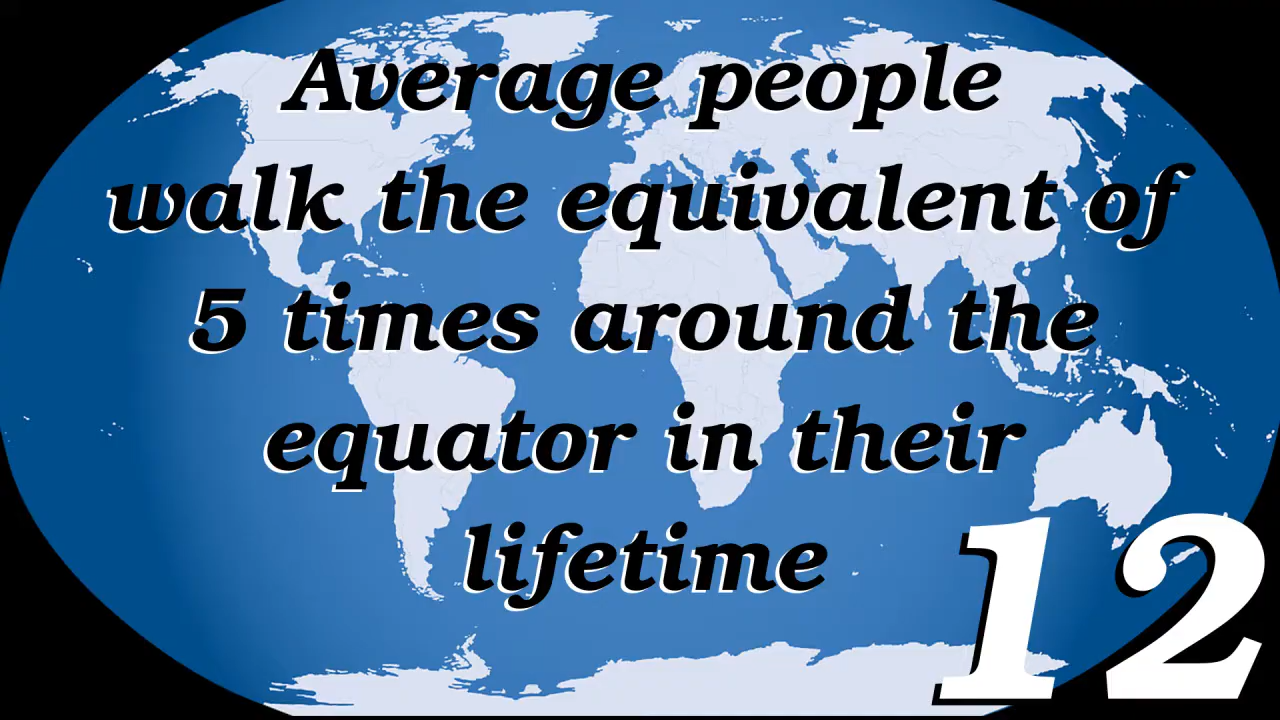 Average people
walk the equivalent of
5 times around the
equator in their
lifetime
12